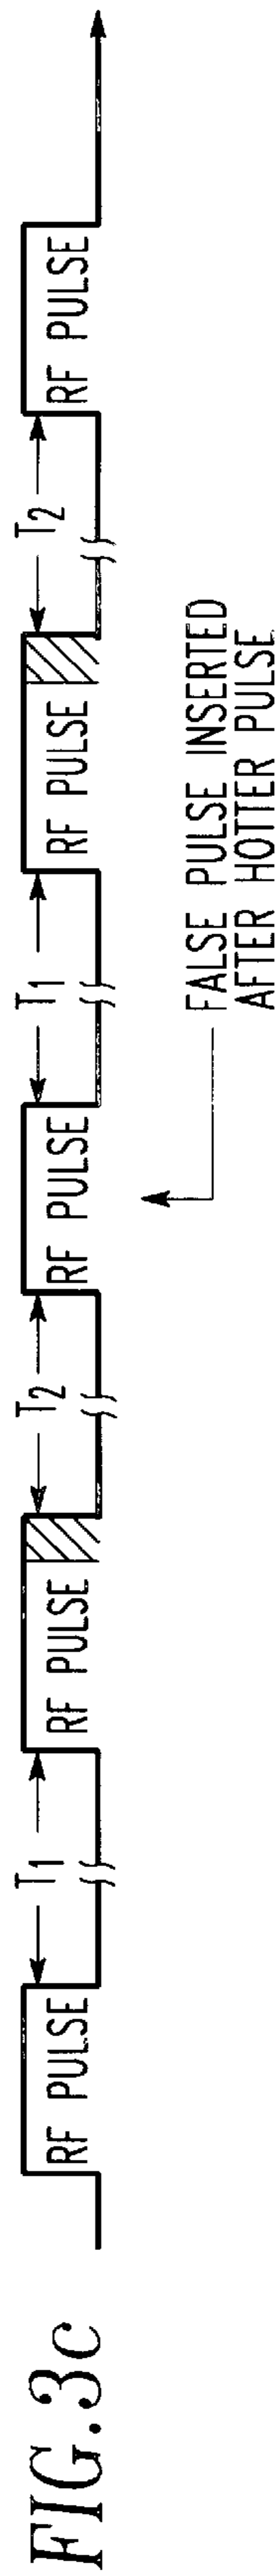 FIG. 3c
RF PULSE
T1
RF PULSE
T2
RF PULSE
T1
RF PULSE
T2
RF PULSE
FALSE PULSE INSERTED
AFTER HOTTER PULSE